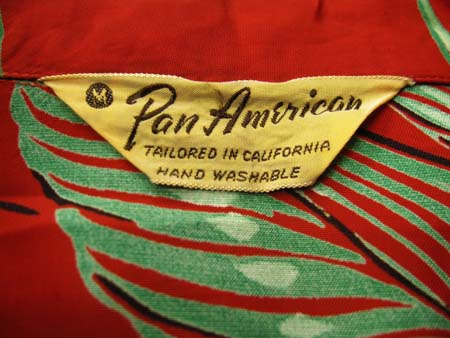 M Pan American
TAILORED IN CALIFORNIA
HAND WASHABLE